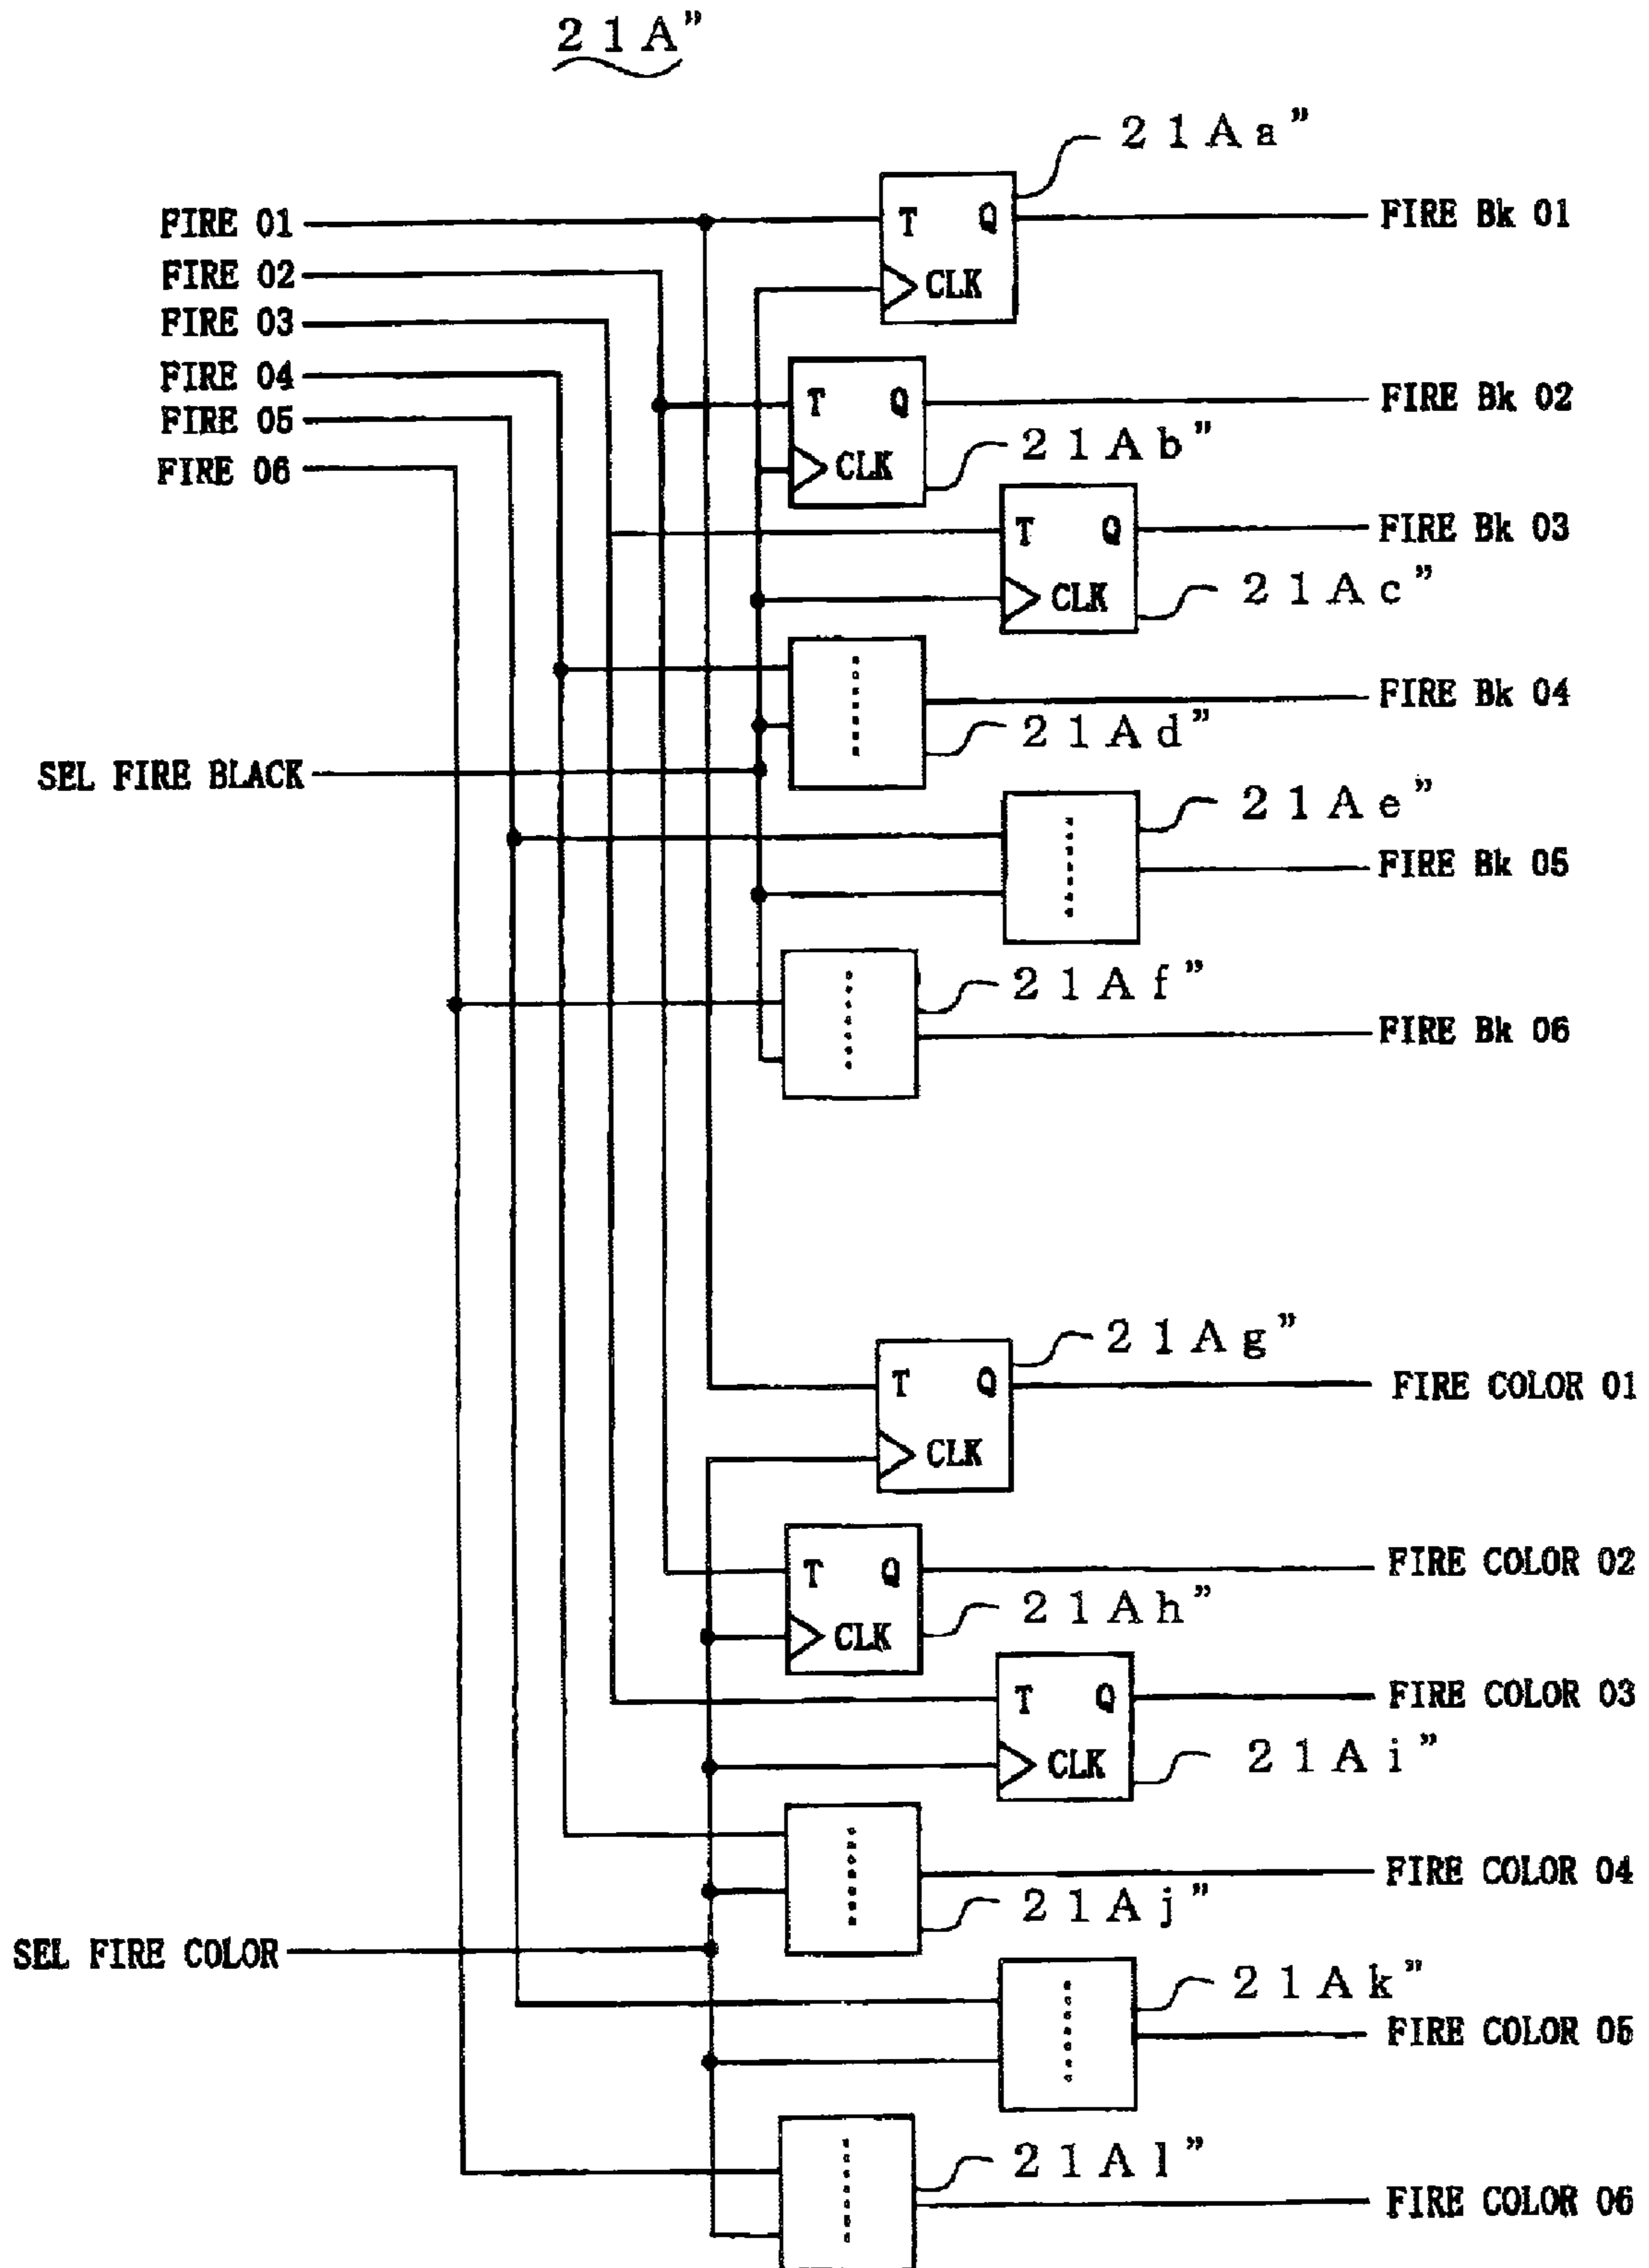 21A”
21Aa”
FIRE 01
T Q
CLK
FIRE Bk 01
FIRE 02
FIRE 03
FIRE 04
FIRE 05
FIRE 06
T Q
CLK
FIRE Bk 02
21Ab”
T Q
CLK
FIRE Bk 03
21Ac”
FIRE Bk 04
21Ad”
SEL FIRE BLACK
21Ae”
FIRE Bk 05
21Af”
FIRE Bk 06
21Ag”
T Q
CLK
FIRE COLOR 01
T Q
CLK
FIRE COLOR 02
21Ah”
T Q
CLK
FIRE COLOR 03
21Ai”
FIRE COLOR 04
21Aj”
SEL FIRE COLOR
21Ak”
FIRE COLOR 05
21Al”
FIRE COLOR 06